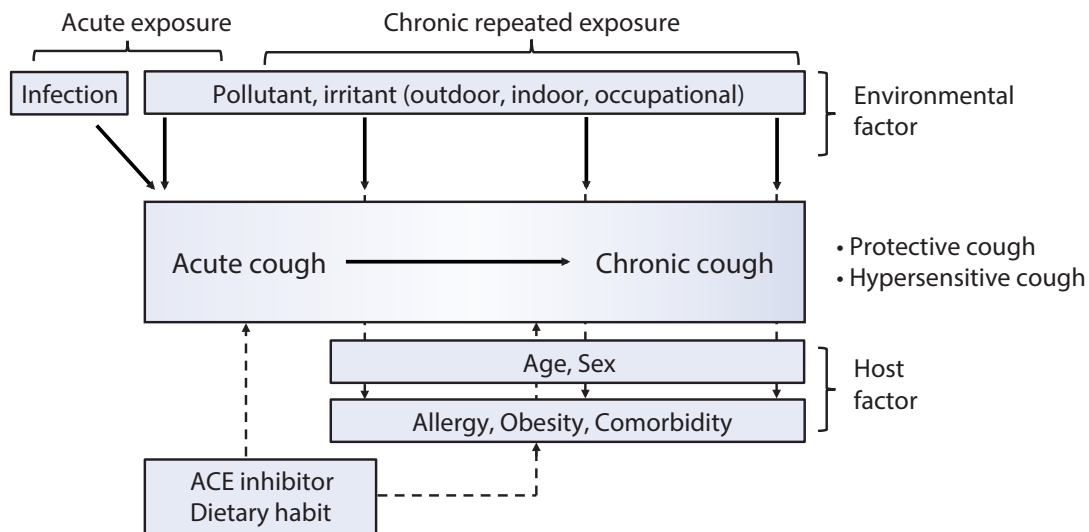 Acute exposure
Chronic repeated exposure
Infection
Pollutant, irritant (outdoor, indoor, occupational)
Environmental
factor
Acute cough
Chronic cough
• Protective cough
• Hypersensitive cough
Age, Sex
Host
factor
Allergy, Obesity, Comorbidity
ACE inhibitor
Dietary habit